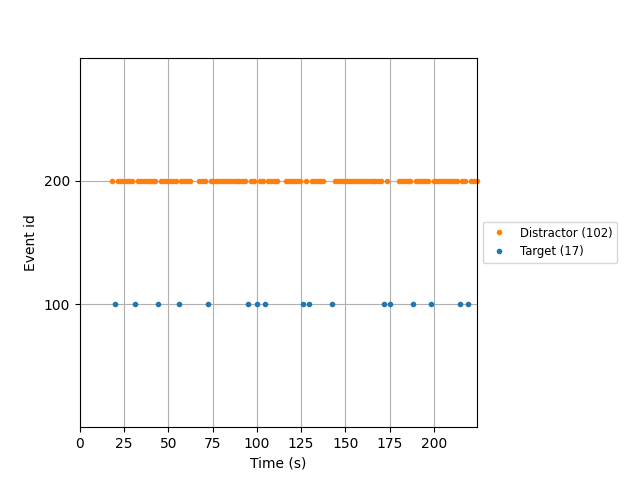 200
100
Event id
0 25 50 75 100 125 150 175 200
Time (s)
Distractor (102)
Target (17)